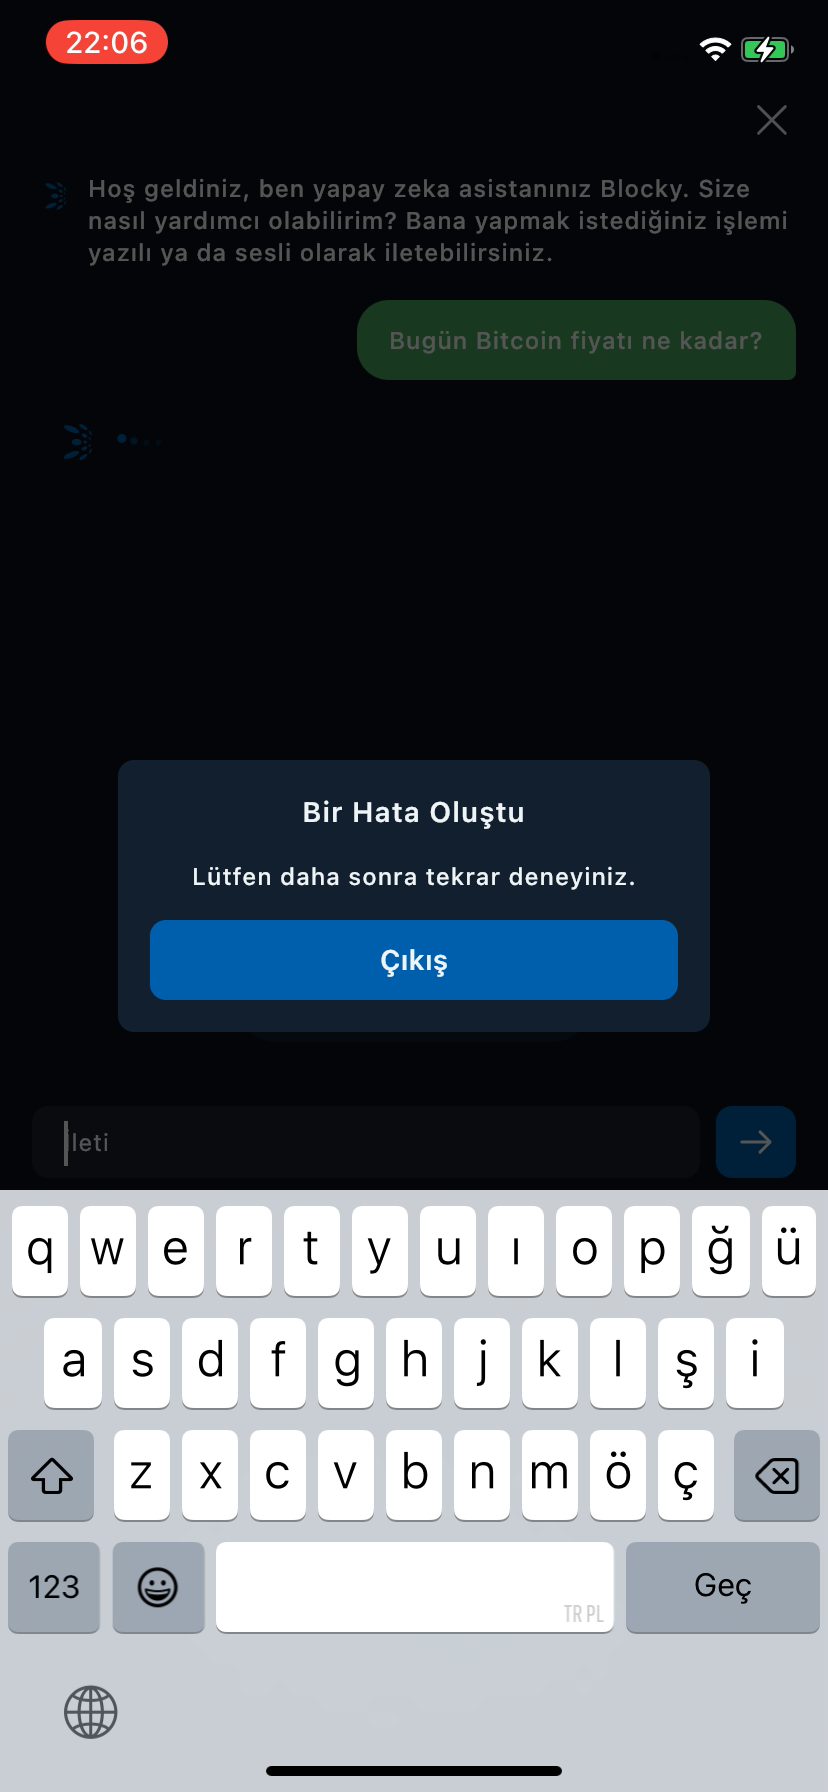 22:06
Hoş geldiniz, ben yapay zeka asistanınız Blocky. Size
nasıl yardımcı olabilirim? Bana yapmak istediğiniz işlemi
yazılı ya da sesli olarak iletebilirsiniz.
Bugün Bitcoin fiyatı ne kadar?
Bir Hata Oluştu
Lütfen daha sonra tekrar deneyiniz.
Çıkış
İleti
q w e r t y u ı o p ğ ü
a s d f g h j k l ş i
z x c v b n m ö ç
123
TR PL
Geç